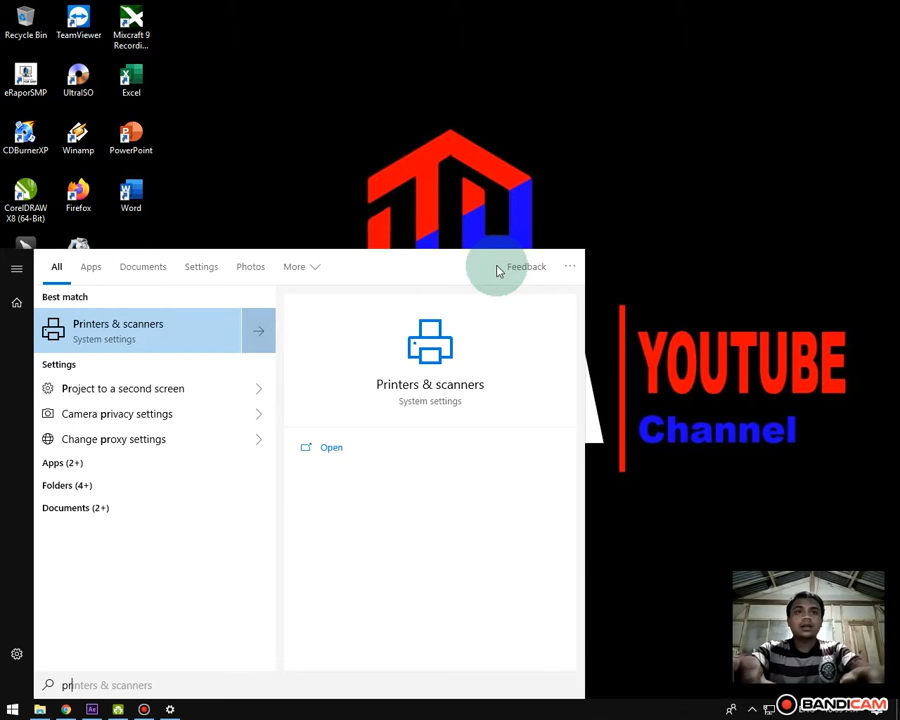 Recycle Bin
TeamViewer
Mixcraft 9
Recordi...
eRaporSMP
UltraISO
Excel
CDBurnerXP
Winamp
PowerPoint
CorelDRAW
X8 (64-Bit)
Firefox
Word
All
Apps
Documents
Settings
Photos
More
Feedback
...
Best match
Printers & scanners
System settings
Settings
Project to a second screen
Camera privacy settings
Change proxy settings
Apps (2+)
Folders (4+)
Documents (2+)
Printers & scanners
System settings
Open
YOUTUBE
Channel
printers & scanners
BANDICAM